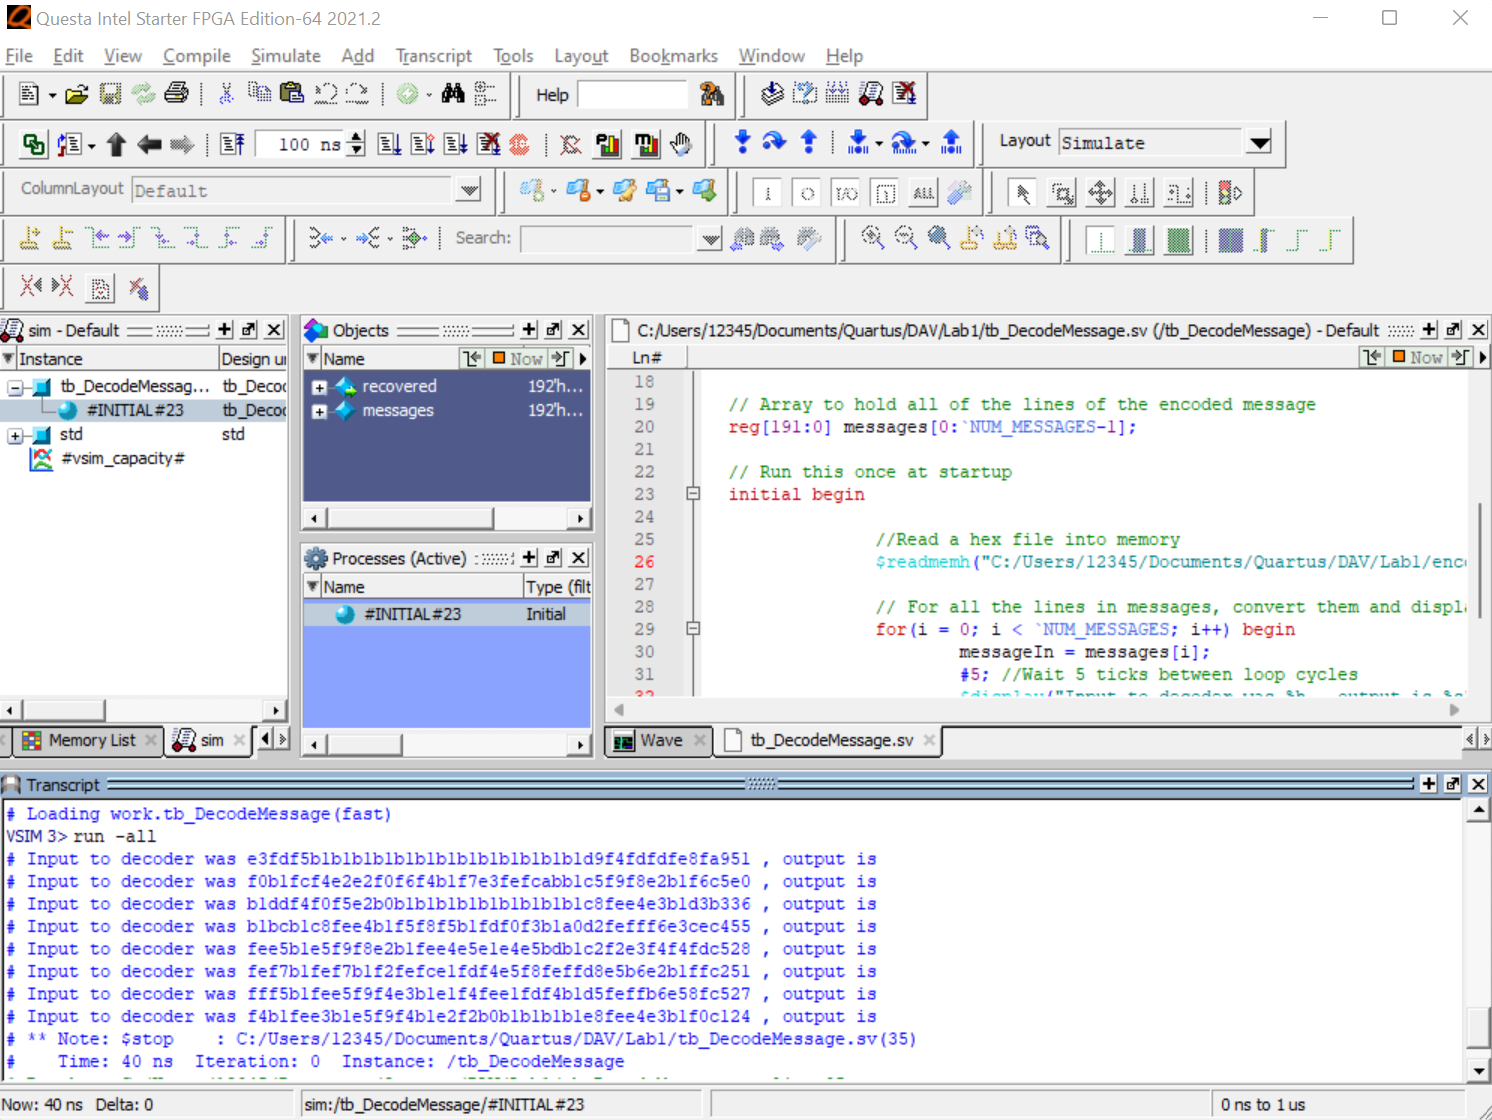 Questa Intel Starter FPGA Edition-64 2021.2
File Edit View Compile Simulate Add Transcript Tools Layout Bookmarks Window Help
Help
100 ns
Layout Simulate
ColumnLayout Default
I O I/O ALL
Search:
sim - Default
Instance Design un
tb_DecodeMessag... tb_Deco
#INITIAL#23 tb_Deco
std std
#vsim_capacity#
Memory List sim
Objects
Name Now
recovered 192'h...
messages 192'h...
Processes (Active)
Name Type (filt
#INITIAL#23 Initial
C:/Users/12345/Documents/Quartus/DAV/Lab1/tb_DecodeMessage.sv (/tb_DecodeMessage) - Default
Ln# Now
18
19 // Array to hold all of the lines of the encoded message
20 reg[191:0] messages[0:`NUM_MESSAGES-1];
21
22 // Run this once at startup
23 initial begin
24
25 //Read a hex file into memory
26 $readmemh("C:/Users/12345/Documents/Quartus/DAV/Lab1/enco
27
28 // For all the lines in messages, convert them and displa
29 for(i = 0; i < `NUM_MESSAGES; i++) begin
30 messageIn = messages[i];
31 #5; //Wait 5 ticks between loop cycles
32 $display("Input to decoder was %h , output is %s
Wave tb_DecodeMessage.sv
Transcript
# Loading work.tb_DecodeMessage(fast)
VSIM 3> run -all
# Input to decoder was e3fdf5b1b1b1b1b1b1b1b1b1b1b1b1b1d9f4fdfdfe8fa951 , output is
# Input to decoder was f0b1fcf4e2e2f0f6f4b1f7e3fefcabb1c5f9f8e2b1f6c5e0 , output is
# Input to decoder was b1ddf4f0f5e2b0b1b1b1b1b1b1b1b1b1c8fee4e3b1d3b336 , output is
# Input to decoder was b1bcb1c8fee4b1f5f8f5b1fdf0f3b1a0d2fefff6e3cec455 , output is
# Input to decoder was fee5b1e5f9f8e2b1fee4e5e1e4e5bdb1c2f2e3f4f4fdc528 , output is
# Input to decoder was fef7b1fef7b1f2fefce1fdf4e5f8feffd8e5b6e2b1ffc251 , output is
# Input to decoder was fff5b1fee5f9f4e3b1e1f4fee1fdf4b1d5feffb6e58fc527 , output is
# Input to decoder was f4b1fee3b1e5f9f4b1e2f2b0b1b1b1b1e8fee4e3b1f0c124 , output is
# ** Note: $stop : C:/Users/12345/Documents/Quartus/DAV/Lab1/tb_DecodeMessage.sv(35)
# Time: 40 ns Iteration: 0 Instance: /tb_DecodeMessage
Now: 40 ns Delta: 0 sim:/tb_DecodeMessage/#INITIAL#23 0 ns to 1 us